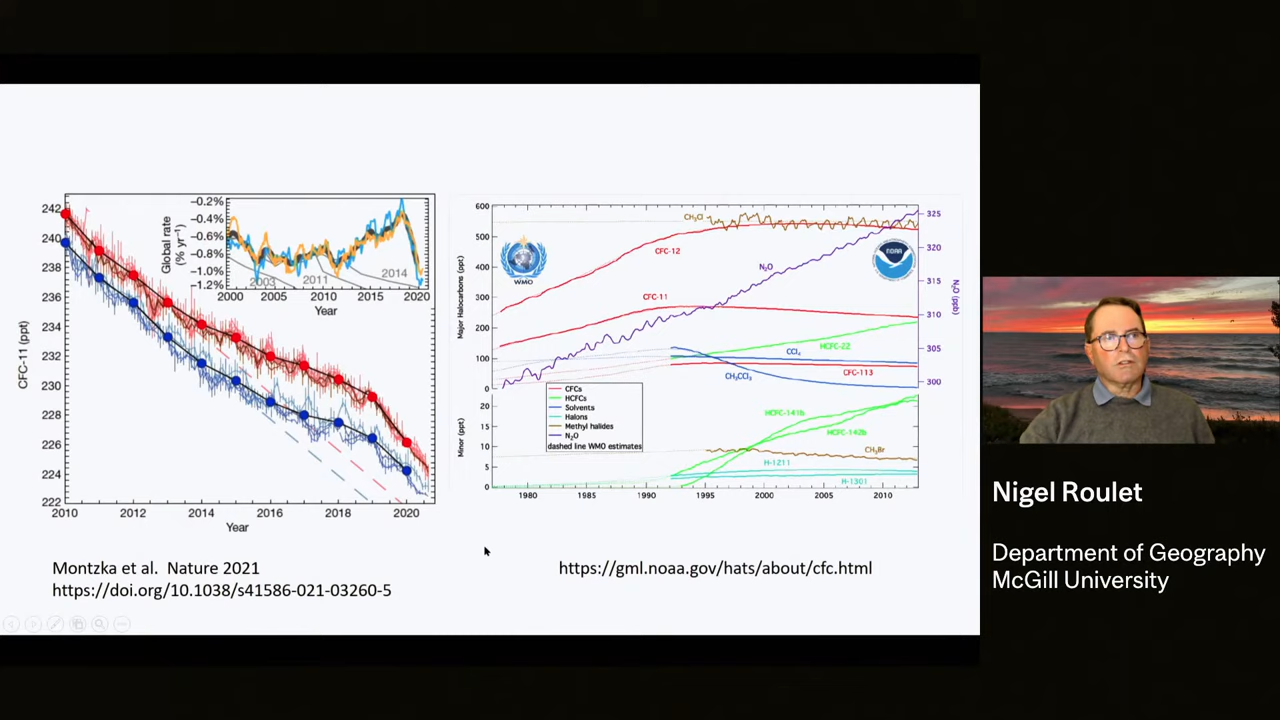 242
240
238
236
234
232
230
228
226
224
222
CFC-11 (ppt)
2010
2012
2014
2016
2018
2020
Year
−0.2%
−0.4%
−0.6%
−0.8%
−1.0%
−1.2%
Global rate
(% yr⁻¹)
2003
2011
2014
2000
2005
2010
2015
2020
Year
Montzka et al. Nature 2021
https://doi.org/10.1038/s41586-021-03260-5
600
500
400
300
200
100
0
Major Halocarbons (ppt)
20
15
10
5
0
Minor (ppt)
WMO
NOAA
CH₃Cl
CFC-12
N₂O
CFC-11
HCFC-22
CCl₄
CFC-113
CH₃CCl₃
325
320
315
310
305
300
N₂O (ppb)
CFCs
HCFCs
Solvents
Halons
Methyl halides
N₂O
dashed line WMO estimates
HCFC-141b
HCFC-142b
CH₃Br
H-1211
H-1301
1980
1985
1990
1995
2000
2005
2010
https://gml.noaa.gov/hats/about/cfc.html
Nigel Roulet
Department of Geography
McGill University